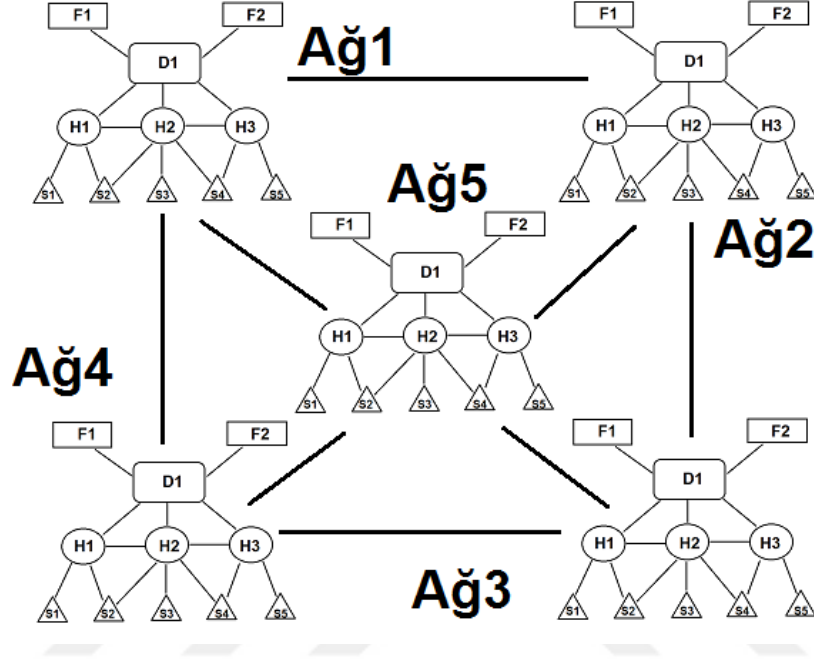 F1 F2 F1 F2
D1 Ağ1 D1
H1 H2 H3 H1 H2 H3
S1 S2 S3 S4 S5 S1 S2 S3 S4 S5
Ağ5
F1 F2 Ağ2
D1
H1 H2 H3
Ağ4
S1 S2 S3 S4 S5
F1 F2 F1 F2
D1 D1
H1 H2 H3 H1 H2 H3
Ağ3
S1 S2 S3 S4 S5 S1 S2 S3 S4 S5